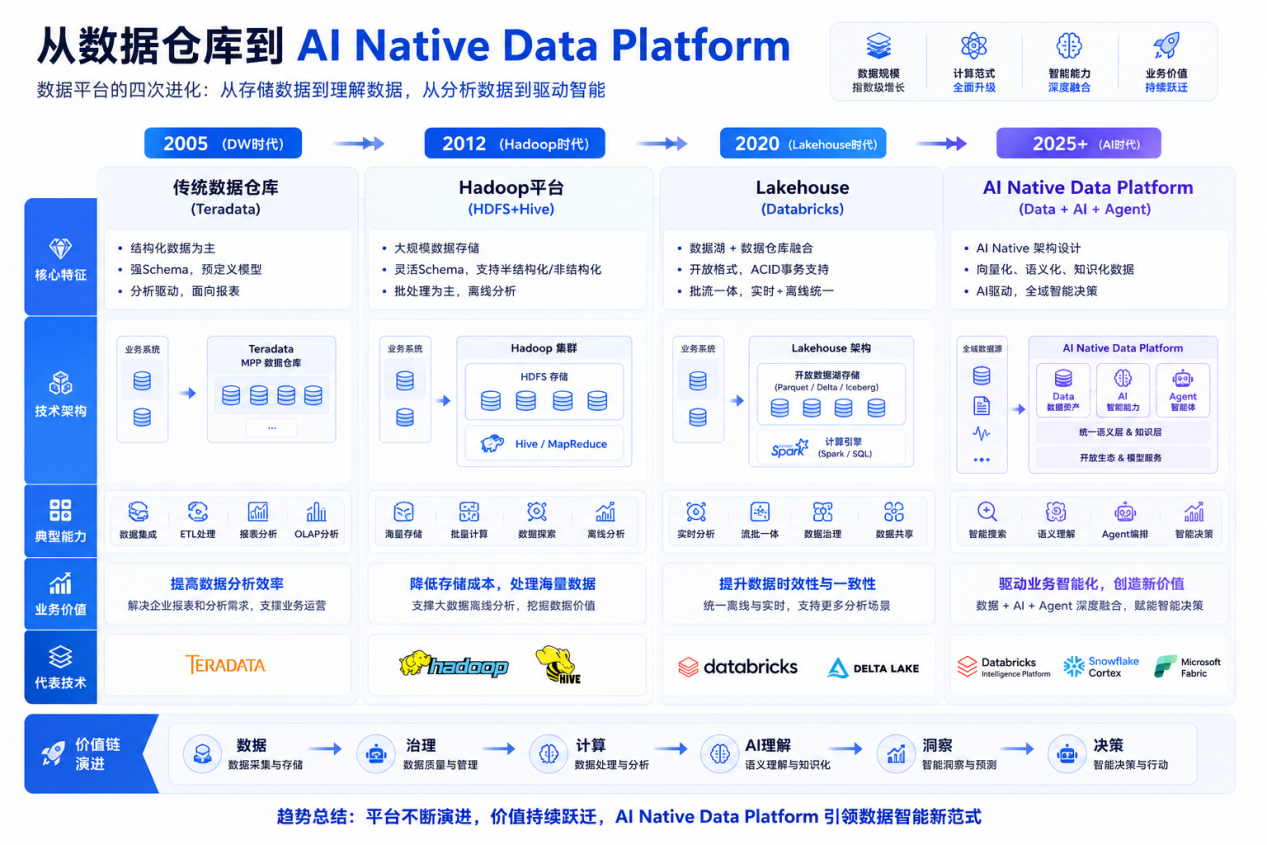 从数据仓库到 AI Native Data Platform
数据平台的四次进化：从存储数据到理解数据，从分析数据到驱动智能
数据规模
指数级增长
计算范式
全面升级
智能能力
深度融合
业务价值
持续跃迁
2005 (DW时代)
2012 (Hadoop时代)
2020 (Lakehouse时代)
2025+ (AI时代)
传统数据仓库
(Teradata)
Hadoop平台
(HDFS+Hive)
Lakehouse
(Databricks)
AI Native Data Platform
(Data + AI + Agent)
核心特征
• 结构化数据为主
• 强Schema，预定义模型
• 分析驱动，面向报表
• 大规模数据存储
• 灵活Schema，支持半结构化/非结构化
• 批处理为主，离线分析
• 数据湖 + 数据仓库融合
• 开放格式，ACID事务支持
• 批流一体，实时+离线统一
• AI Native 架构设计
• 向量化、语义化、知识化数据
• AI驱动，全域智能决策
技术架构
业务系统
Teradata
MPP 数据仓库
...
业务系统
Hadoop 集群
HDFS 存储
Hive / MapReduce
业务系统
Lakehouse 架构
开放数据湖存储
(Parquet / Delta / Iceberg)
Spark
计算引擎
(Spark / SQL)
全域数据源
AI Native Data Platform
Data
数据资产
AI
智能能力
Agent
智能体
统一语义层 & 知识层
开放生态 & 模型服务
典型能力
数据集成
ETL处理
报表分析
OLAP分析
海量存储
批量计算
数据探索
离线分析
实时分析
流批一体
数据治理
数据共享
智能搜索
语义理解
Agent编排
智能决策
业务价值
提高数据分析效率
解决企业报表和分析需求，支撑业务运营
降低存储成本，处理海量数据
支撑大数据离线分析，挖掘数据价值
提升数据时效性与一致性
统一离线与实时，支持更多分析场景
驱动业务智能化，创造新价值
数据 + AI + Agent 深度融合，赋能智能决策
代表技术
TERADATA
hadoop
HIVE
databricks
DELTA LAKE
Databricks
Intelligence Platform
Snowflake
Cortex
Microsoft
Fabric
价值链
演进
数据
数据采集与存储
治理
数据质量与管理
计算
数据处理与分析
AI理解
语义理解与知识化
洞察
智能洞察与预测
决策
智能决策与行动
趋势总结：平台不断演进，价值持续跃迁，AI Native Data Platform 引领数据智能新范式